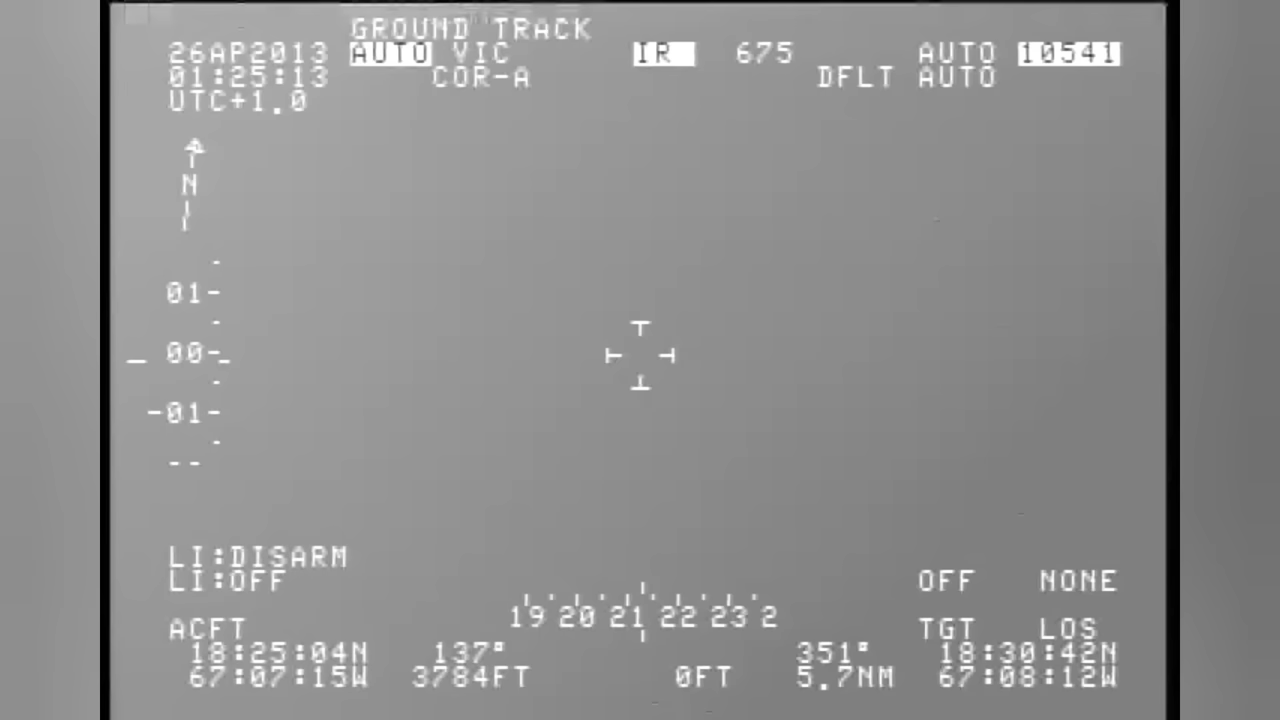 GROUND TRACK
26AP2013 AUTO VIC IR 675 AUTO 10541
01:25:13 COR-A DFLT AUTO
UTC+1.0
N
01-
00-
-01-
--
LI:DISARM
LI:OFF OFF NONE
19 20 21 22 23 2
ACFT TGT LOS
18:25:04N 137° 351° 18:30:42N
67:07:15W 3784FT 0FT 5.7NM 67:08:12W